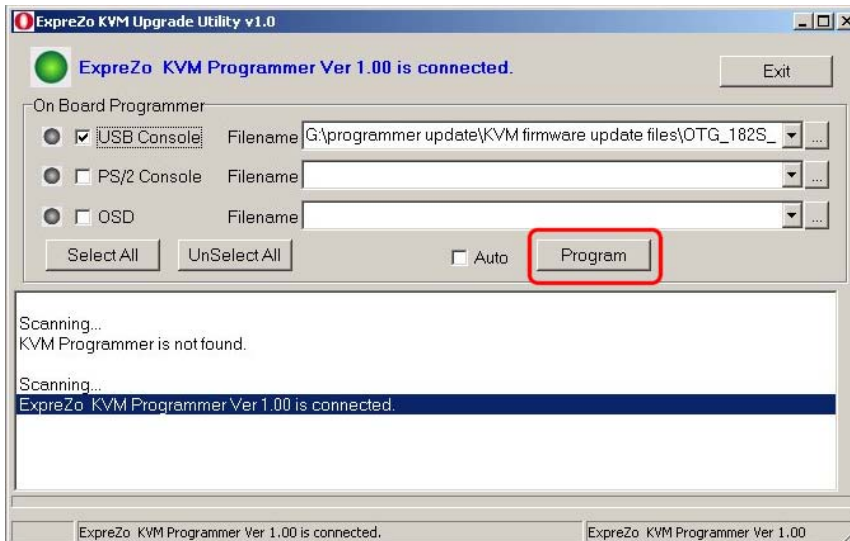 ExpreZo KVM Upgrade Utility v1.0
ExpreZo KVM Programmer Ver 1.00 is connected.
Exit
On Board Programmer
USB Console Filename G:\programmer update\KVM firmware update files\OTG_182S_ ...
PS/2 Console Filename ...
OSD Filename ...
Select All UnSelect All Auto Program
Scanning...
KVM Programmer is not found.
Scanning...
ExpreZo KVM Programmer Ver 1.00 is connected.
ExpreZo KVM Programmer Ver 1.00 is connected. ExpreZo KVM Programmer Ver 1.00